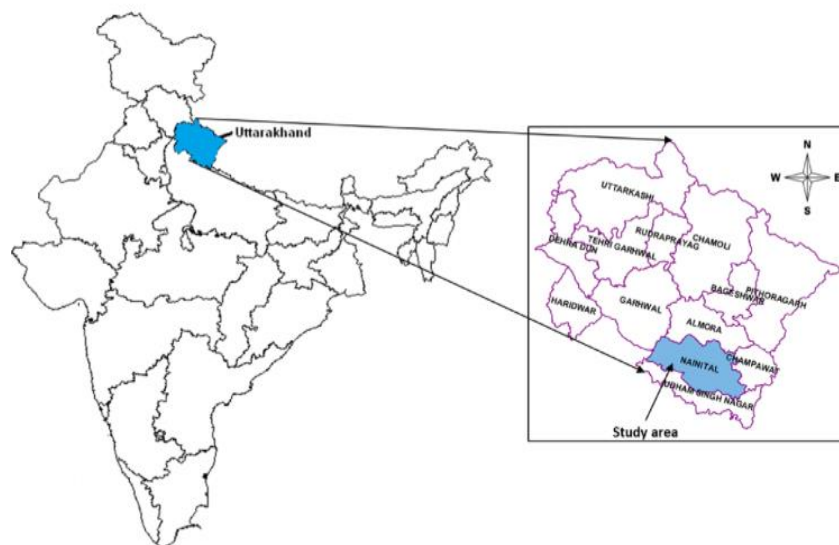 Uttarakhand
N
W E
S
UTTARKASHI
RUDRAPRAYAG
CHAMOLI
DEHRA DUN
TEHRI GARHWAL
BAGESHWAR
PITHORAGARH
HARIDWAR
GARHWAL
ALMORA
NAINITAL
CHAMPAWAT
UDHAM SINGH NAGAR
Study area